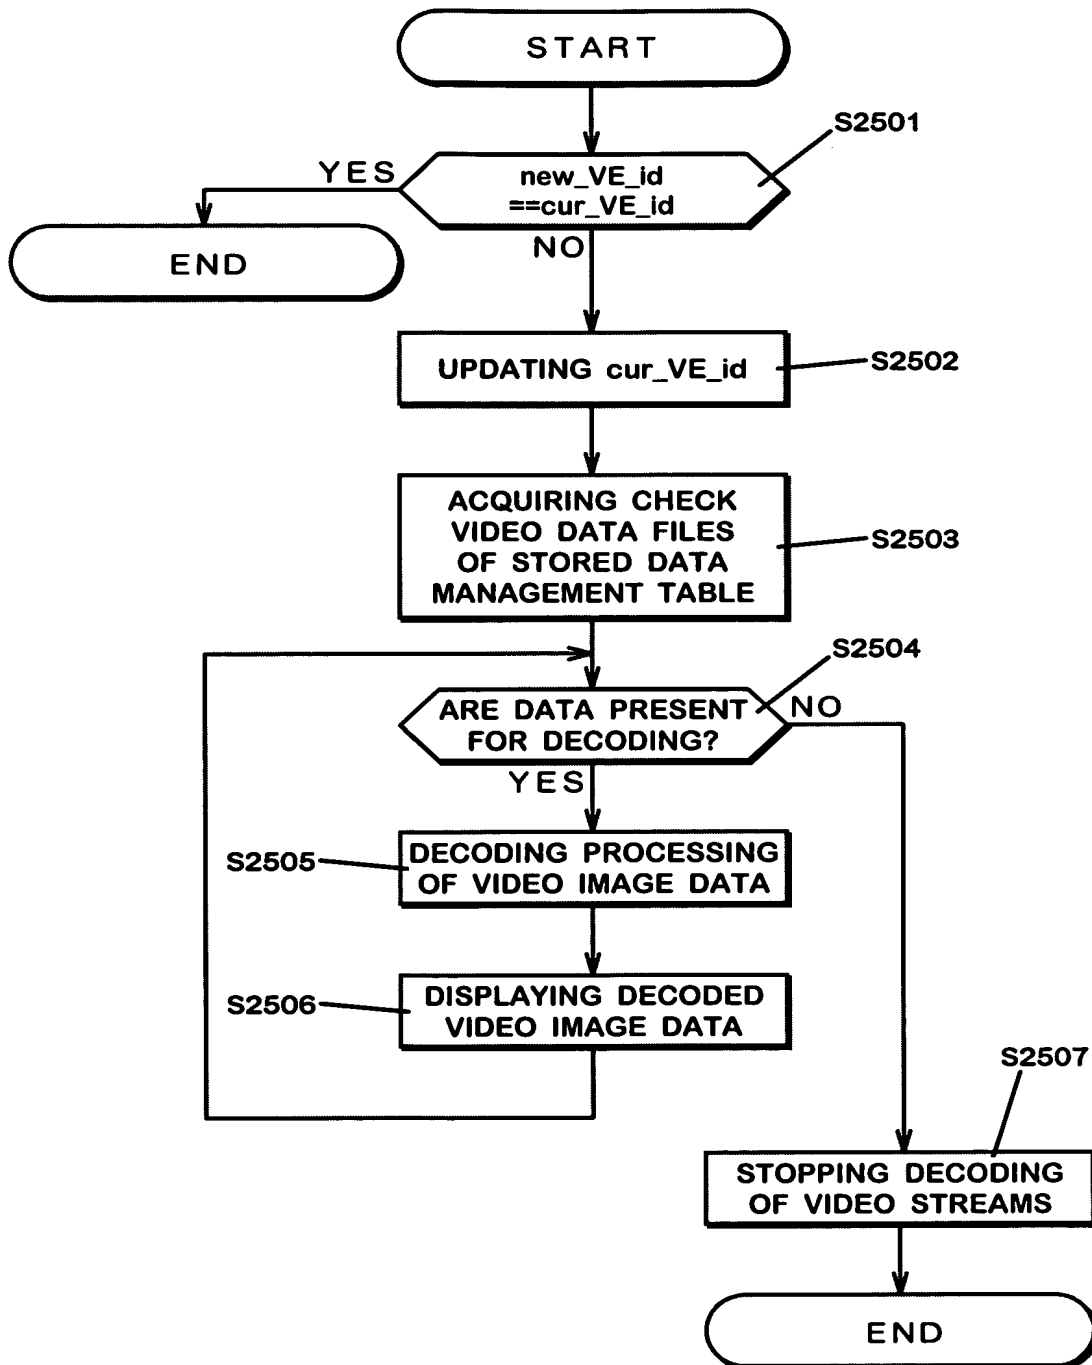 START
S2501
YES
new_VE_id
==cur_VE_id
NO
END
UPDATING cur_VE_id
S2502
ACQUIRING CHECK
VIDEO DATA FILES
OF STORED DATA
MANAGEMENT TABLE
S2503
S2504
ARE DATA PRESENT
FOR DECODING?
NO
YES
S2505
DECODING PROCESSING
OF VIDEO IMAGE DATA
S2506
DISPLAYING DECODED
VIDEO IMAGE DATA
S2507
STOPPING DECODING
OF VIDEO STREAMS
END